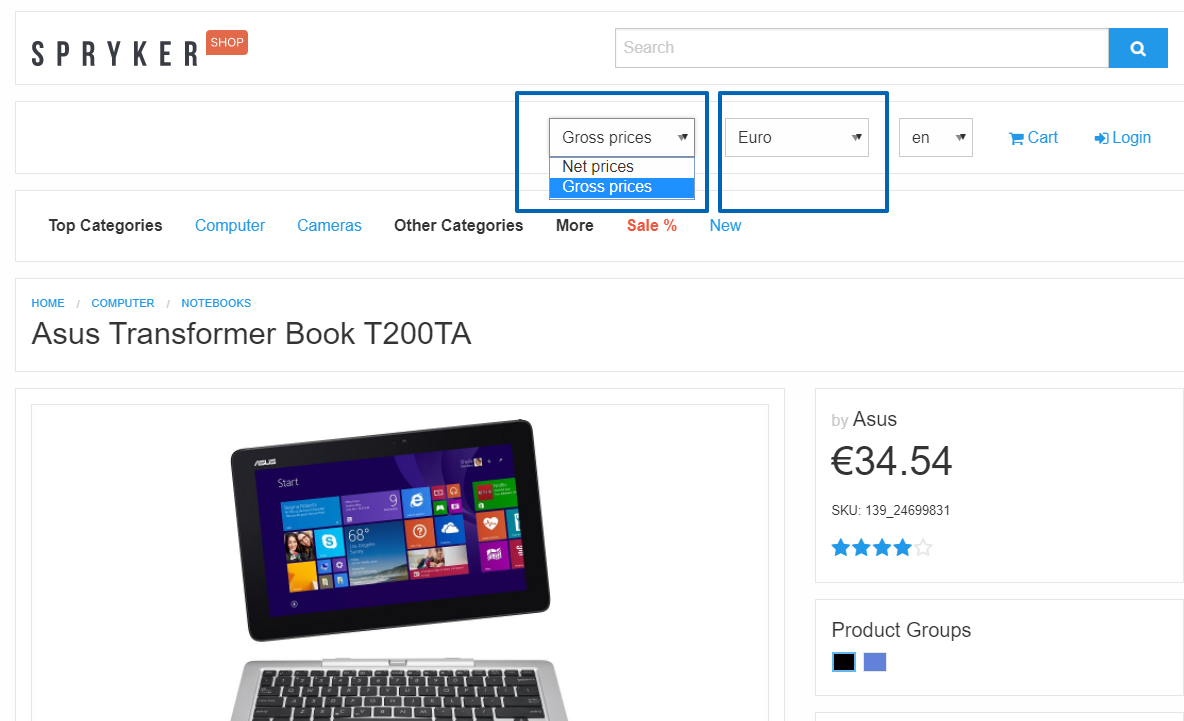 SPRYKER SHOP
Search
Gross prices
Euro
en
Cart
Login
Net prices
Gross prices
Top Categories
Computer
Cameras
Other Categories
More
Sale %
New
HOME / COMPUTER / NOTEBOOKS
Asus Transformer Book T200TA
ASUS
Start
9
68°
by Asus
€34.54
SKU: 139_24699831
Product Groups